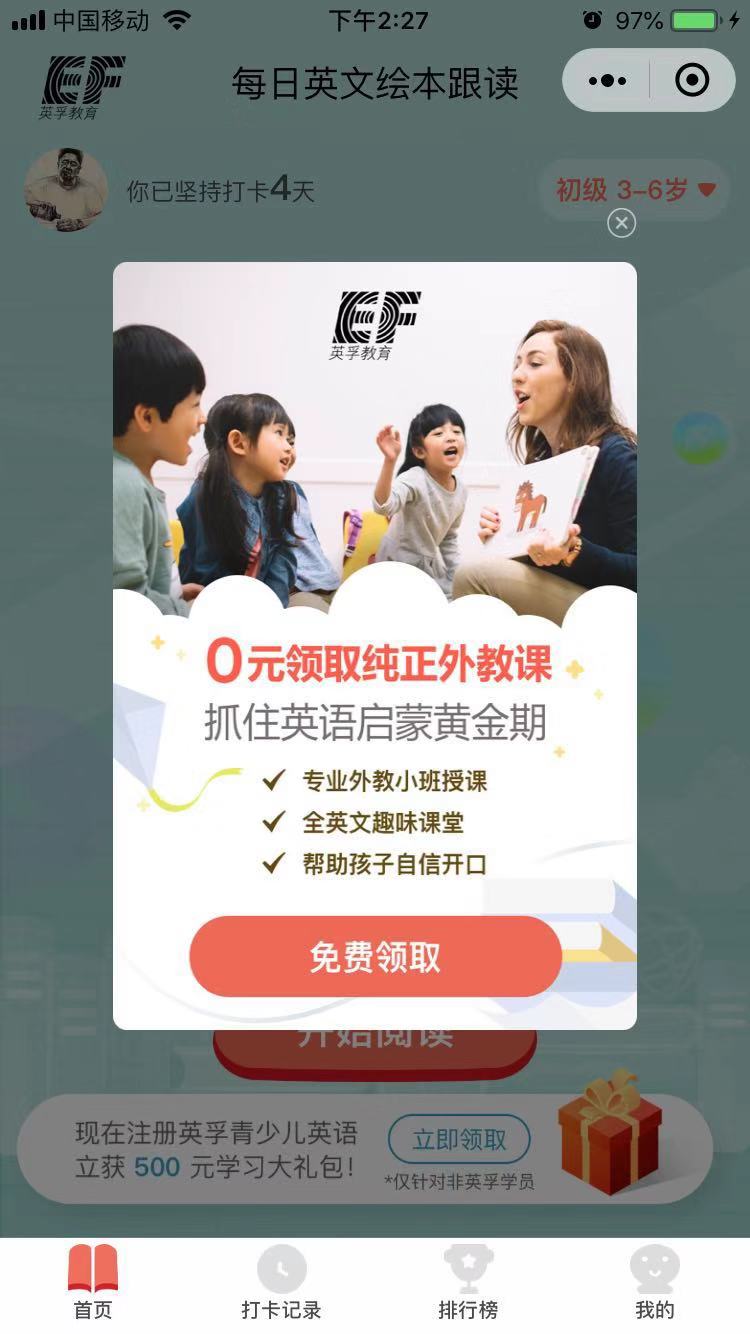 中国移动
下午2:27
97%
EF
英孚教育
每日英文绘本跟读
你已坚持打卡4天
初级 3-6岁
EF
英孚教育
0元领取纯正外教课
抓住英语启蒙黄金期
专业外教小班授课
全英文趣味课堂
帮助孩子自信开口
免费领取
开始阅读
现在注册英孚青少儿英语
立获 500 元学习大礼包!
立即领取
*仅针对非英孚学员
首页
打卡记录
排行榜
我的